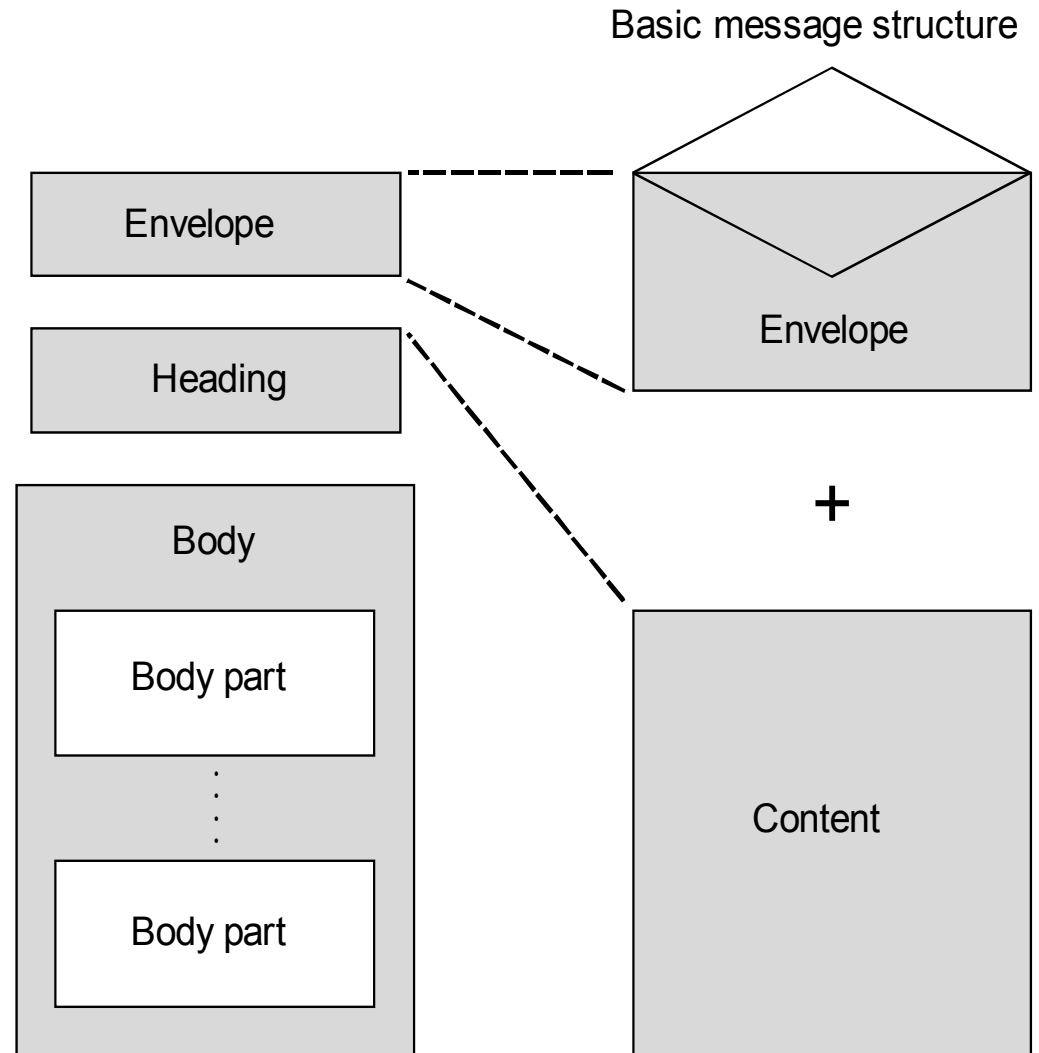 Basic message structure
Envelope
Envelope
Heading
+
Body
Body part
Body part
Content